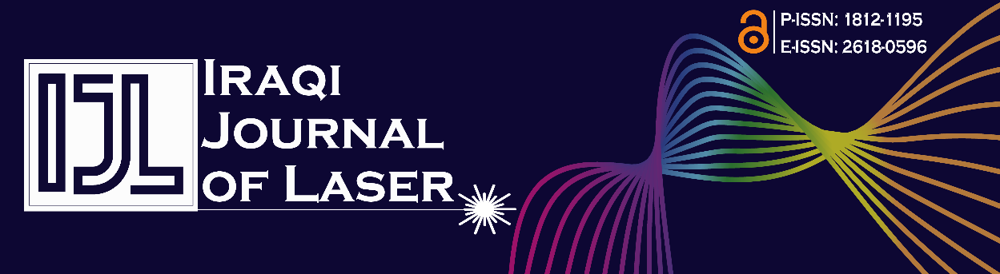 IJL
IRAQI
JOURNAL
OF LASER
P-ISSN: 1812-1195
E-ISSN: 2618-0596